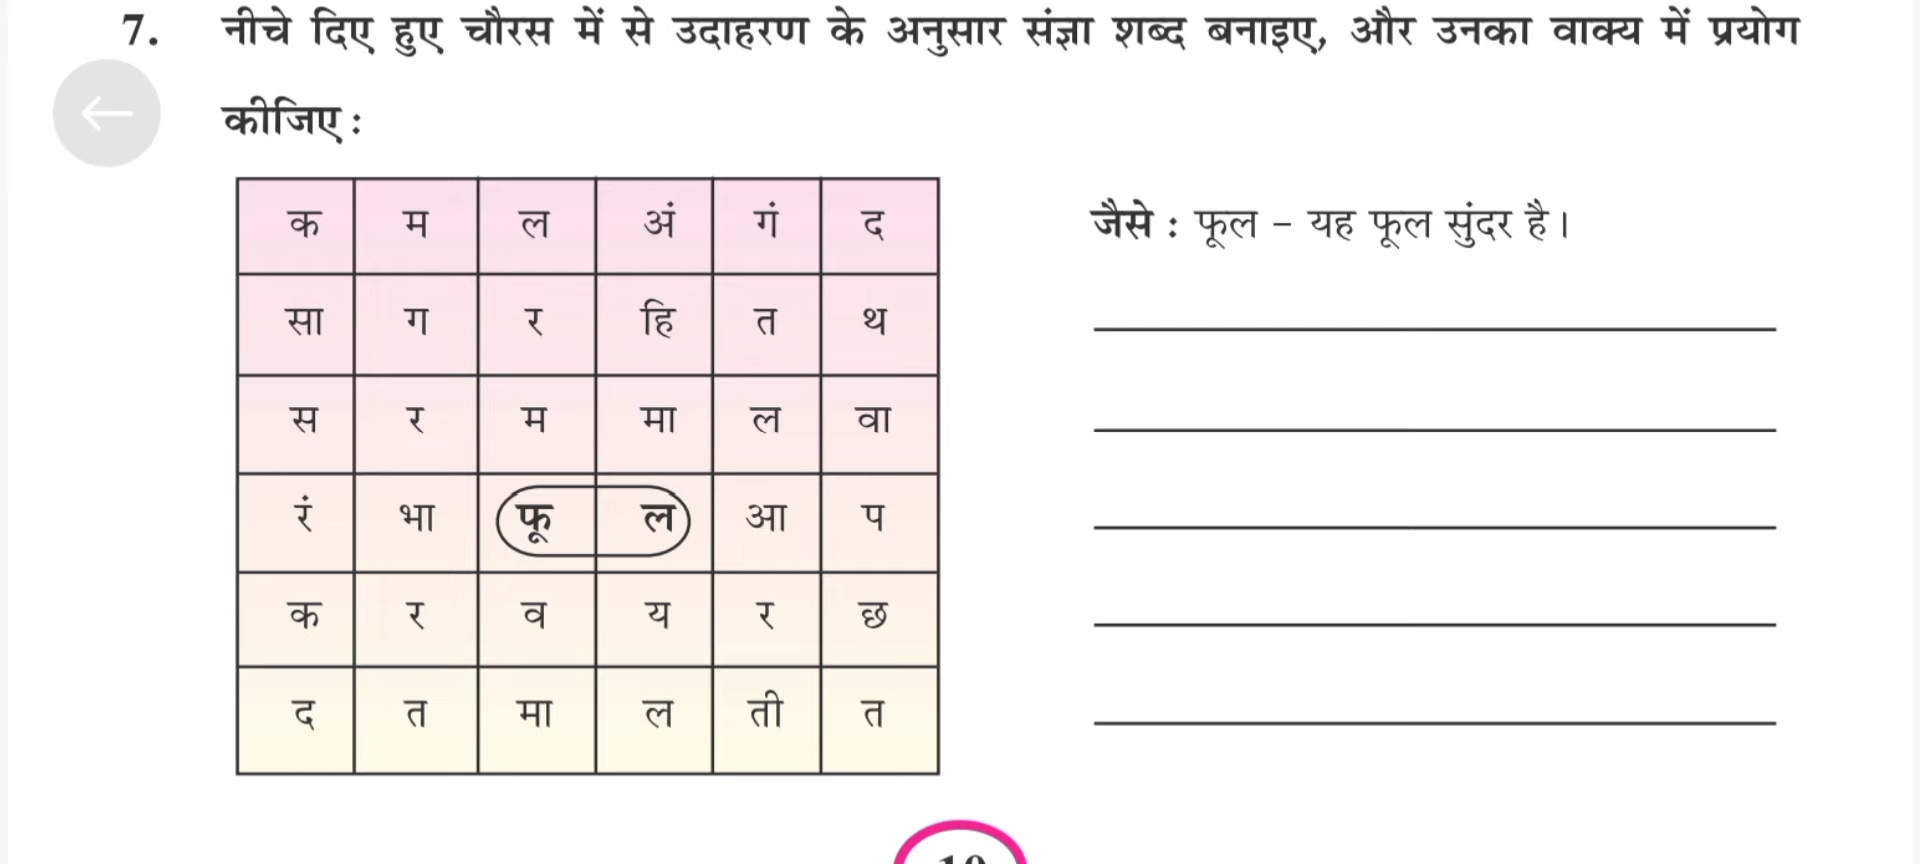 7. नीचे दिए हुए चौरस में से उदाहरण के अनुसार संज्ञा शब्द बनाइए, और उनका वाक्य में प्रयोग
कीजिए :
क म ल अं गं द
सा ग र हि त थ
स र म मा ल वा
रं भा फू ल आ प
क र व य र छ
द त मा ल ती त
जैसे : फूल – यह फूल सुंदर है।